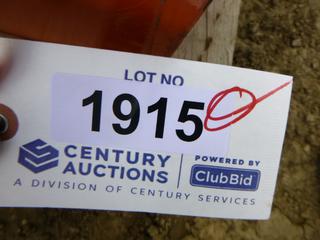 LOT NO
1915
CENTURY
AUCTIONS
POWERED BY
ClubBid
A DIVISION OF CENTURY SERVICES